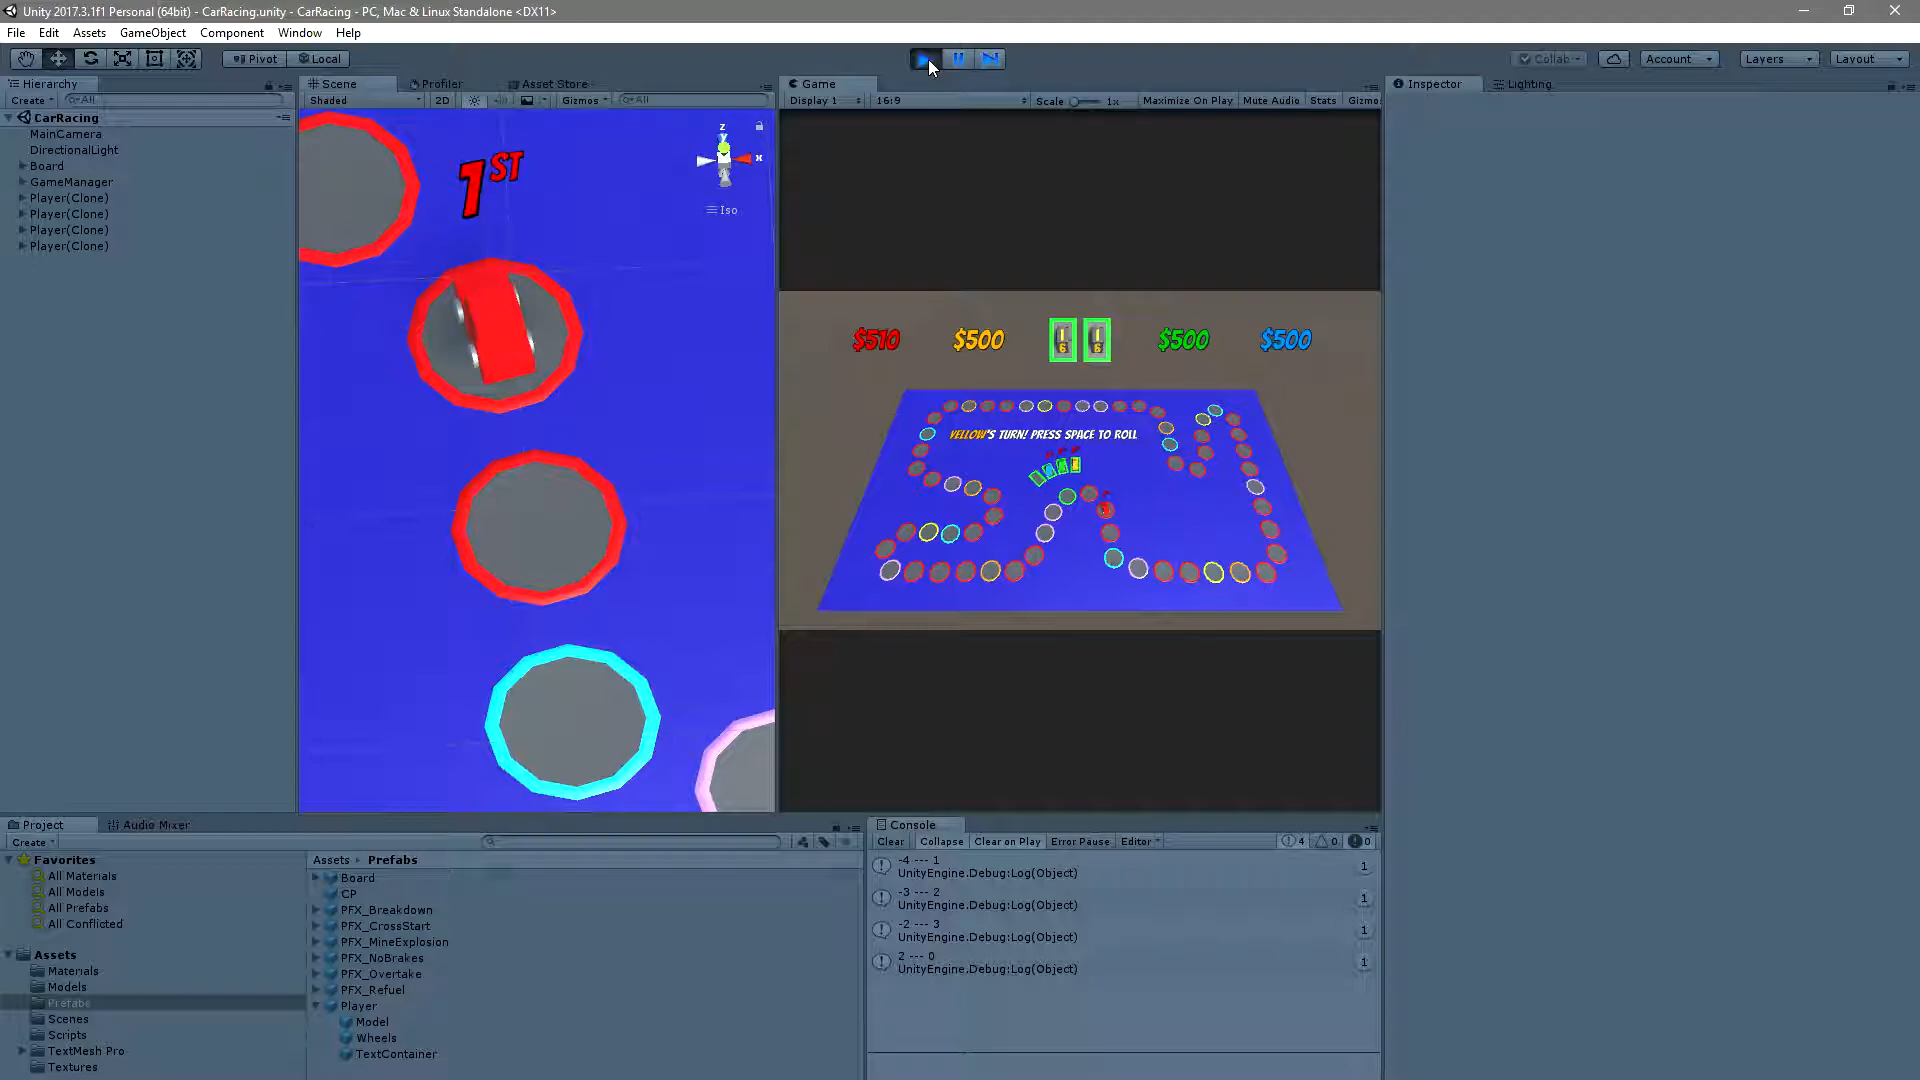 Unity 2017.3.1f1 Personal (64bit) - CarRacing.unity - CarRacing - PC, Mac & Linux Standalone <DX11>
File Edit Assets GameObject Component Window Help
Pivot Local Collab Account Layers Layout
Hierarchy
Create All
CarRacing
MainCamera
DirectionalLight
Board
GameManager
Player(Clone)
Player(Clone)
Player(Clone)
Player(Clone)
Scene Profiler Asset Store
Shaded 2D Gizmos All
1ST
z
y
x
Iso
Game
Display 1 16:9 Scale 1x Maximize On Play Mute Audio Stats Gizmos
$510 $500 1 1 $500 $500
6 6
YELLOW'S TURN! PRESS SPACE TO ROLL
Inspector Lighting
Project Audio Mixer
Create
Favorites
All Materials
All Models
All Prefabs
All Conflicted
Assets
Materials
Models
Prefabs
Scenes
Scripts
TextMesh Pro
Textures
Assets Prefabs
Board
CP
PFX_Breakdown
PFX_CrossStart
PFX_MineExplosion
PFX_NoBrakes
PFX_Overtake
PFX_Refuel
Player
Model
Wheels
TextContainer
Console
Clear Collapse Clear on Play Error Pause Editor 4 0 0
-4 --- 1
UnityEngine.Debug:Log(Object) 1
-3 --- 2
UnityEngine.Debug:Log(Object) 1
-2 --- 3
UnityEngine.Debug:Log(Object) 1
2 --- 0
UnityEngine.Debug:Log(Object) 1